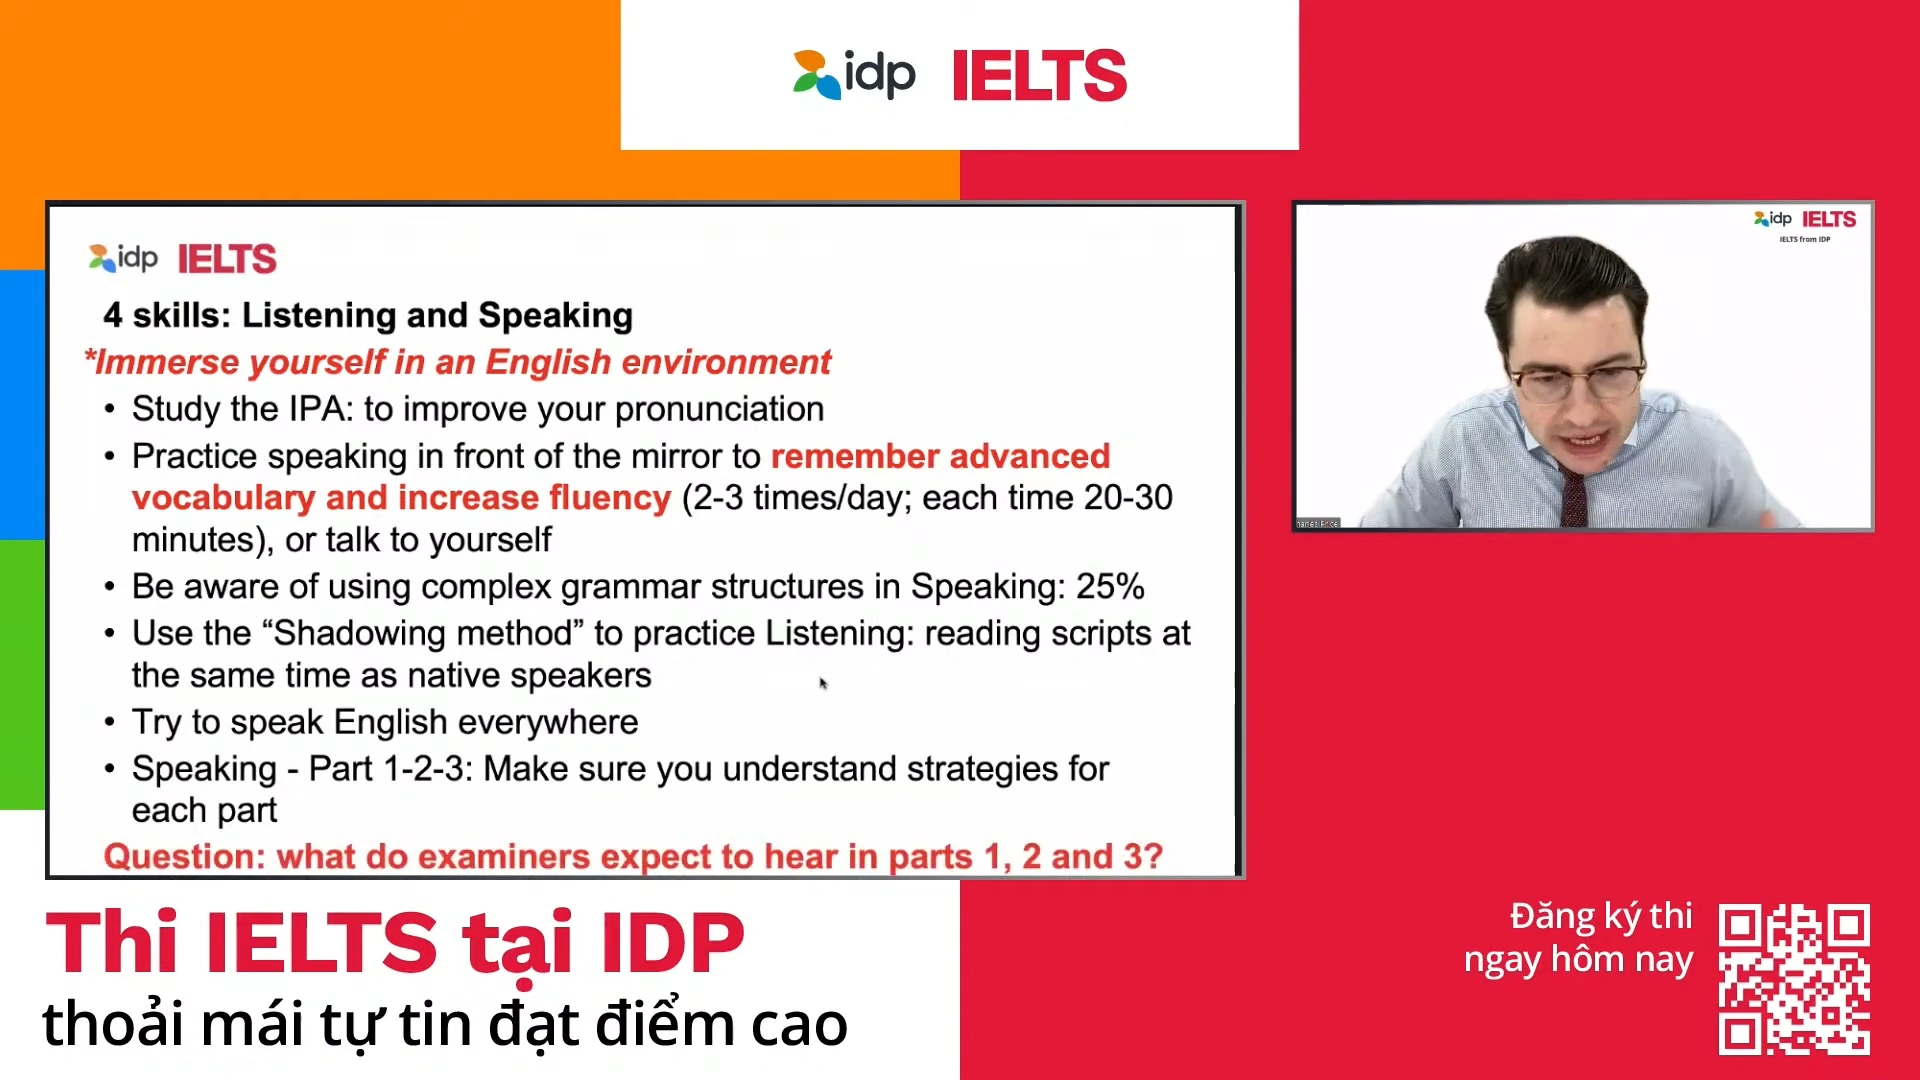 idp IELTS
idp IELTS
4 skills: Listening and Speaking
*Immerse yourself in an English environment
• Study the IPA: to improve your pronunciation
• Practice speaking in front of the mirror to remember advanced
vocabulary and increase fluency (2-3 times/day; each time 20-30
minutes), or talk to yourself
• Be aware of using complex grammar structures in Speaking: 25%
• Use the “Shadowing method” to practice Listening: reading scripts at
the same time as native speakers
• Try to speak English everywhere
• Speaking - Part 1-2-3: Make sure you understand strategies for
each part
Question: what do examiners expect to hear in parts 1, 2 and 3?
idp IELTS
IELTS from IDP
Thi IELTS tại IDP
thoải mái tự tin đạt điểm cao
Đăng ký thi
ngay hôm nay